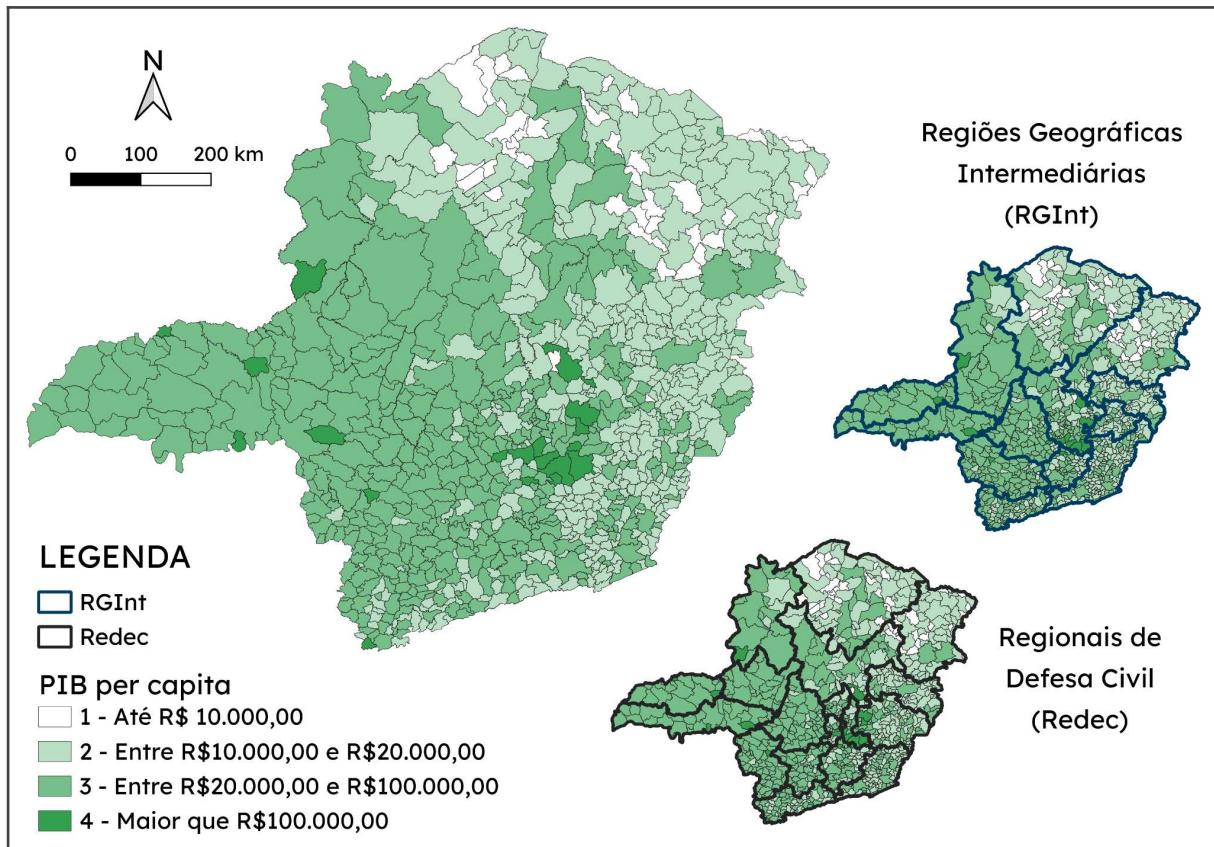 N
0 100 200 km
Regiões Geográficas
Intermediárias
(RGInt)
LEGENDA
RGInt
Redec
PIB per capita
1 - Até R$ 10.000,00
2 - Entre R$10.000,00 e R$20.000,00
3 - Entre R$20.000,00 e R$100.000,00
4 - Maior que R$100.000,00
Regionais de
Defesa Civil
(Redec)